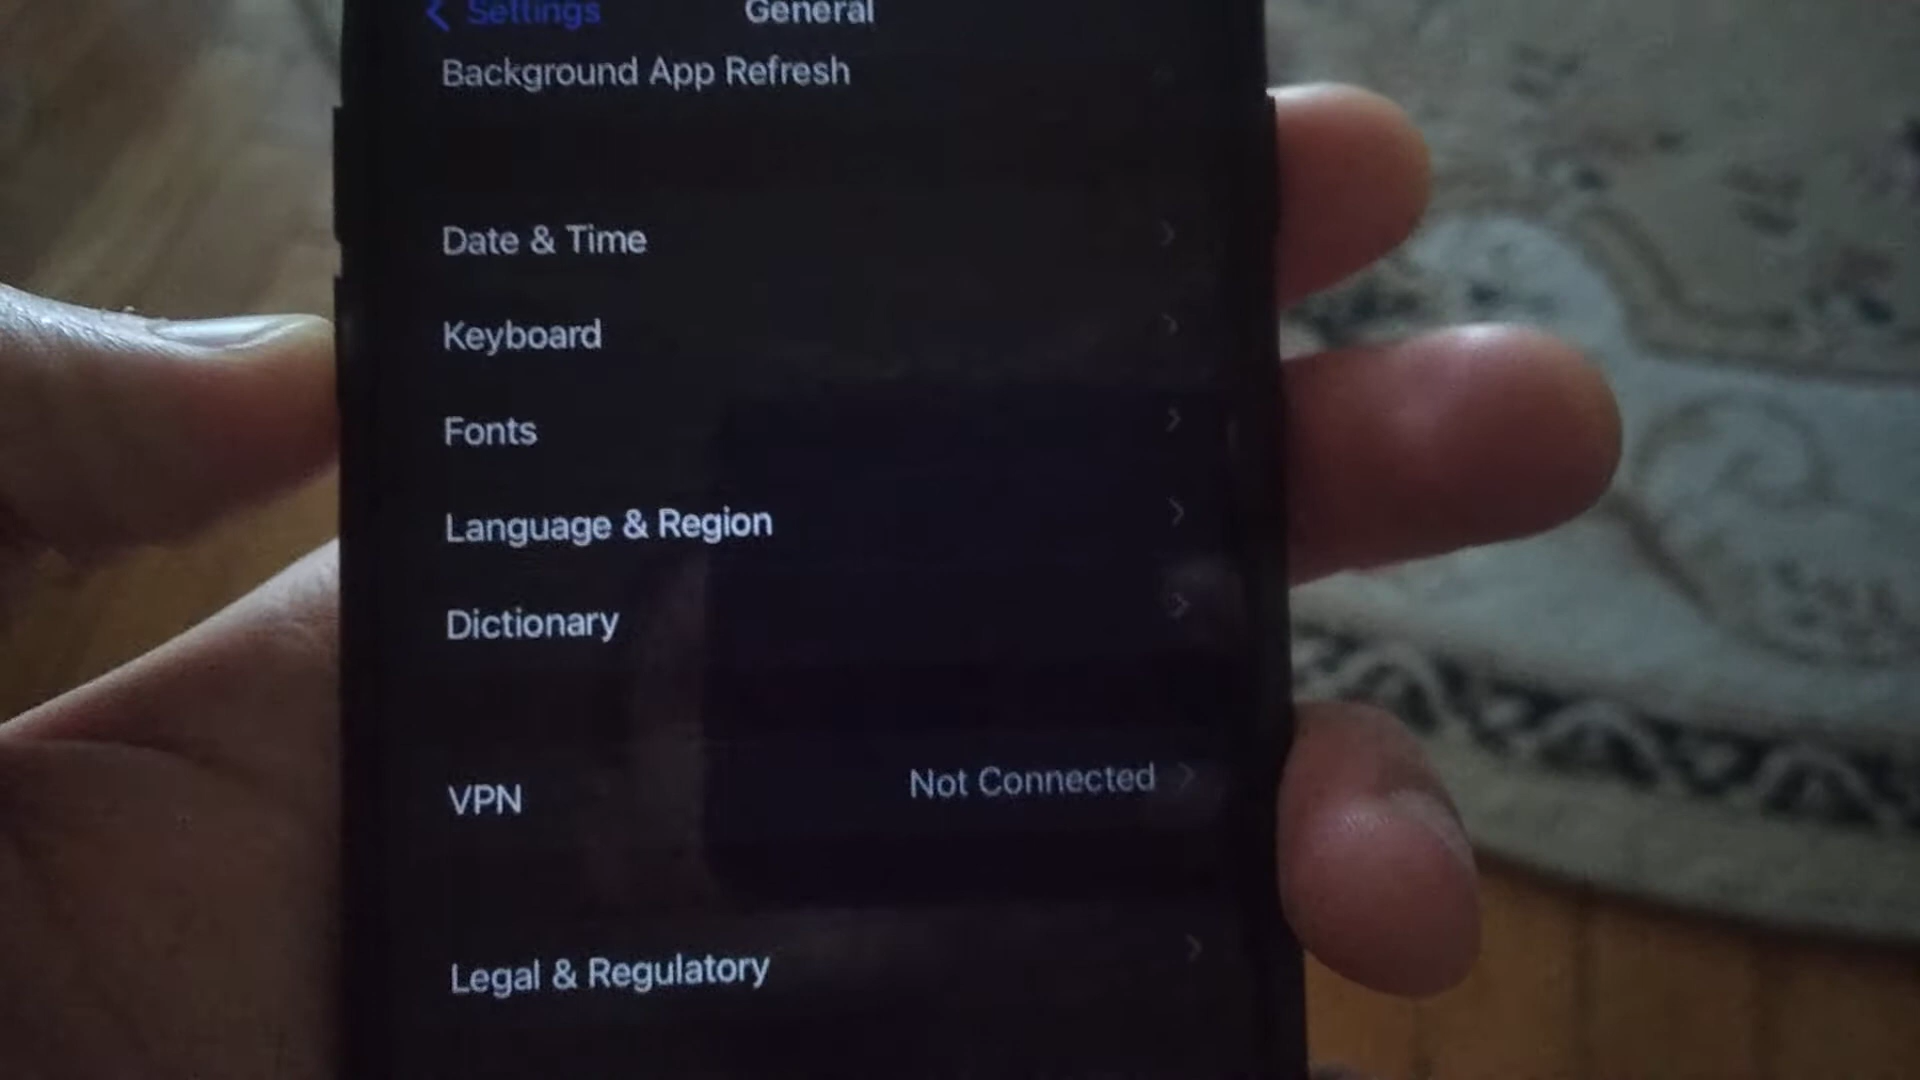 Settings General
Background App Refresh
Date & Time
Keyboard
Fonts
Language & Region
Dictionary
VPN Not Connected
Legal & Regulatory